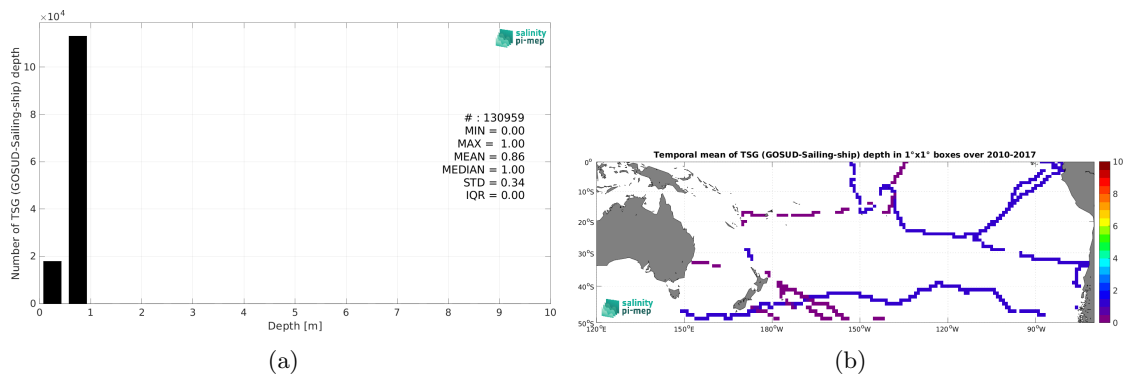 ×10⁴
10
8
6
4
2
0
Number of TSG (GOSUD-Sailing-ship) depth
salinity
pi-mep
# : 130959
MIN = 0.00
MAX = 1.00
MEAN = 0.86
MEDIAN = 1.00
STD = 0.34
IQR = 0.00
0 1 2 3 4 5 6 7 8 9 10
Depth [m]
(a)
Temporal mean of TSG (GOSUD-Sailing-ship) depth in 1°x1° boxes over 2010-2017
0°
10°S
20°S
30°S
40°S
50°S
salinity
pi-mep
120°E 150°E 180°W 150°W 120°W 90°W
10
8
6
4
2
0
(b)